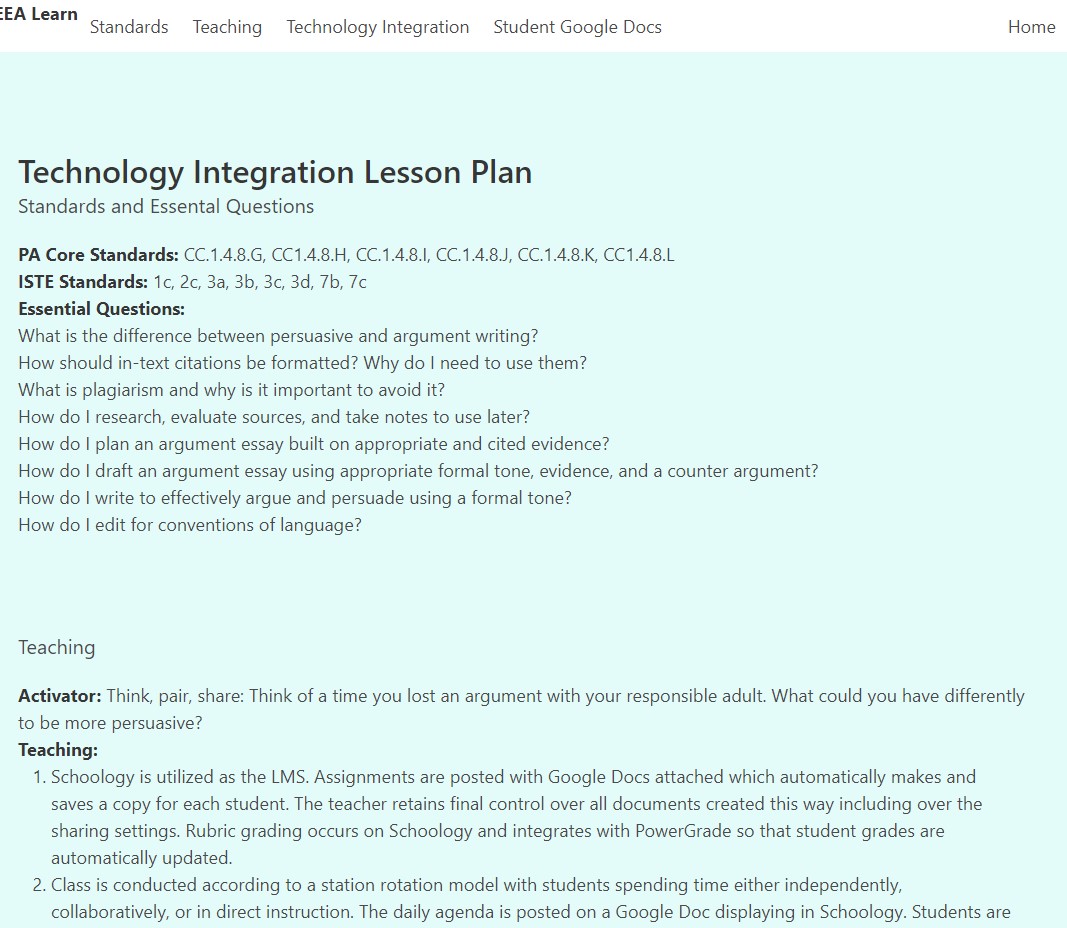 EEA Learn
Standards Teaching Technology Integration Student Google Docs Home
Technology Integration Lesson Plan
Standards and Essental Questions
PA Core Standards: CC.1.4.8.G, CC1.4.8.H, CC.1.4.8.I, CC.1.4.8.J, CC.1.4.8.K, CC1.4.8.L
ISTE Standards: 1c, 2c, 3a, 3b, 3c, 3d, 7b, 7c
Essential Questions:
What is the difference between persuasive and argument writing?
How should in-text citations be formatted? Why do I need to use them?
What is plagiarism and why is it important to avoid it?
How do I research, evaluate sources, and take notes to use later?
How do I plan an argument essay built on appropriate and cited evidence?
How do I draft an argument essay using appropriate formal tone, evidence, and a counter argument?
How do I write to effectively argue and persuade using a formal tone?
How do I edit for conventions of language?
Teaching
Activator: Think, pair, share: Think of a time you lost an argument with your responsible adult. What could you have differently
to be more persuasive?
Teaching:
1. Schoology is utilized as the LMS. Assignments are posted with Google Docs attached which automatically makes and
saves a copy for each student. The teacher retains final control over all documents created this way including over the
sharing settings. Rubric grading occurs on Schoology and integrates with PowerGrade so that student grades are
automatically updated.
2. Class is conducted according to a station rotation model with students spending time either independently,
collaboratively, or in direct instruction. The daily agenda is posted on a Google Doc displaying in Schoology. Students are